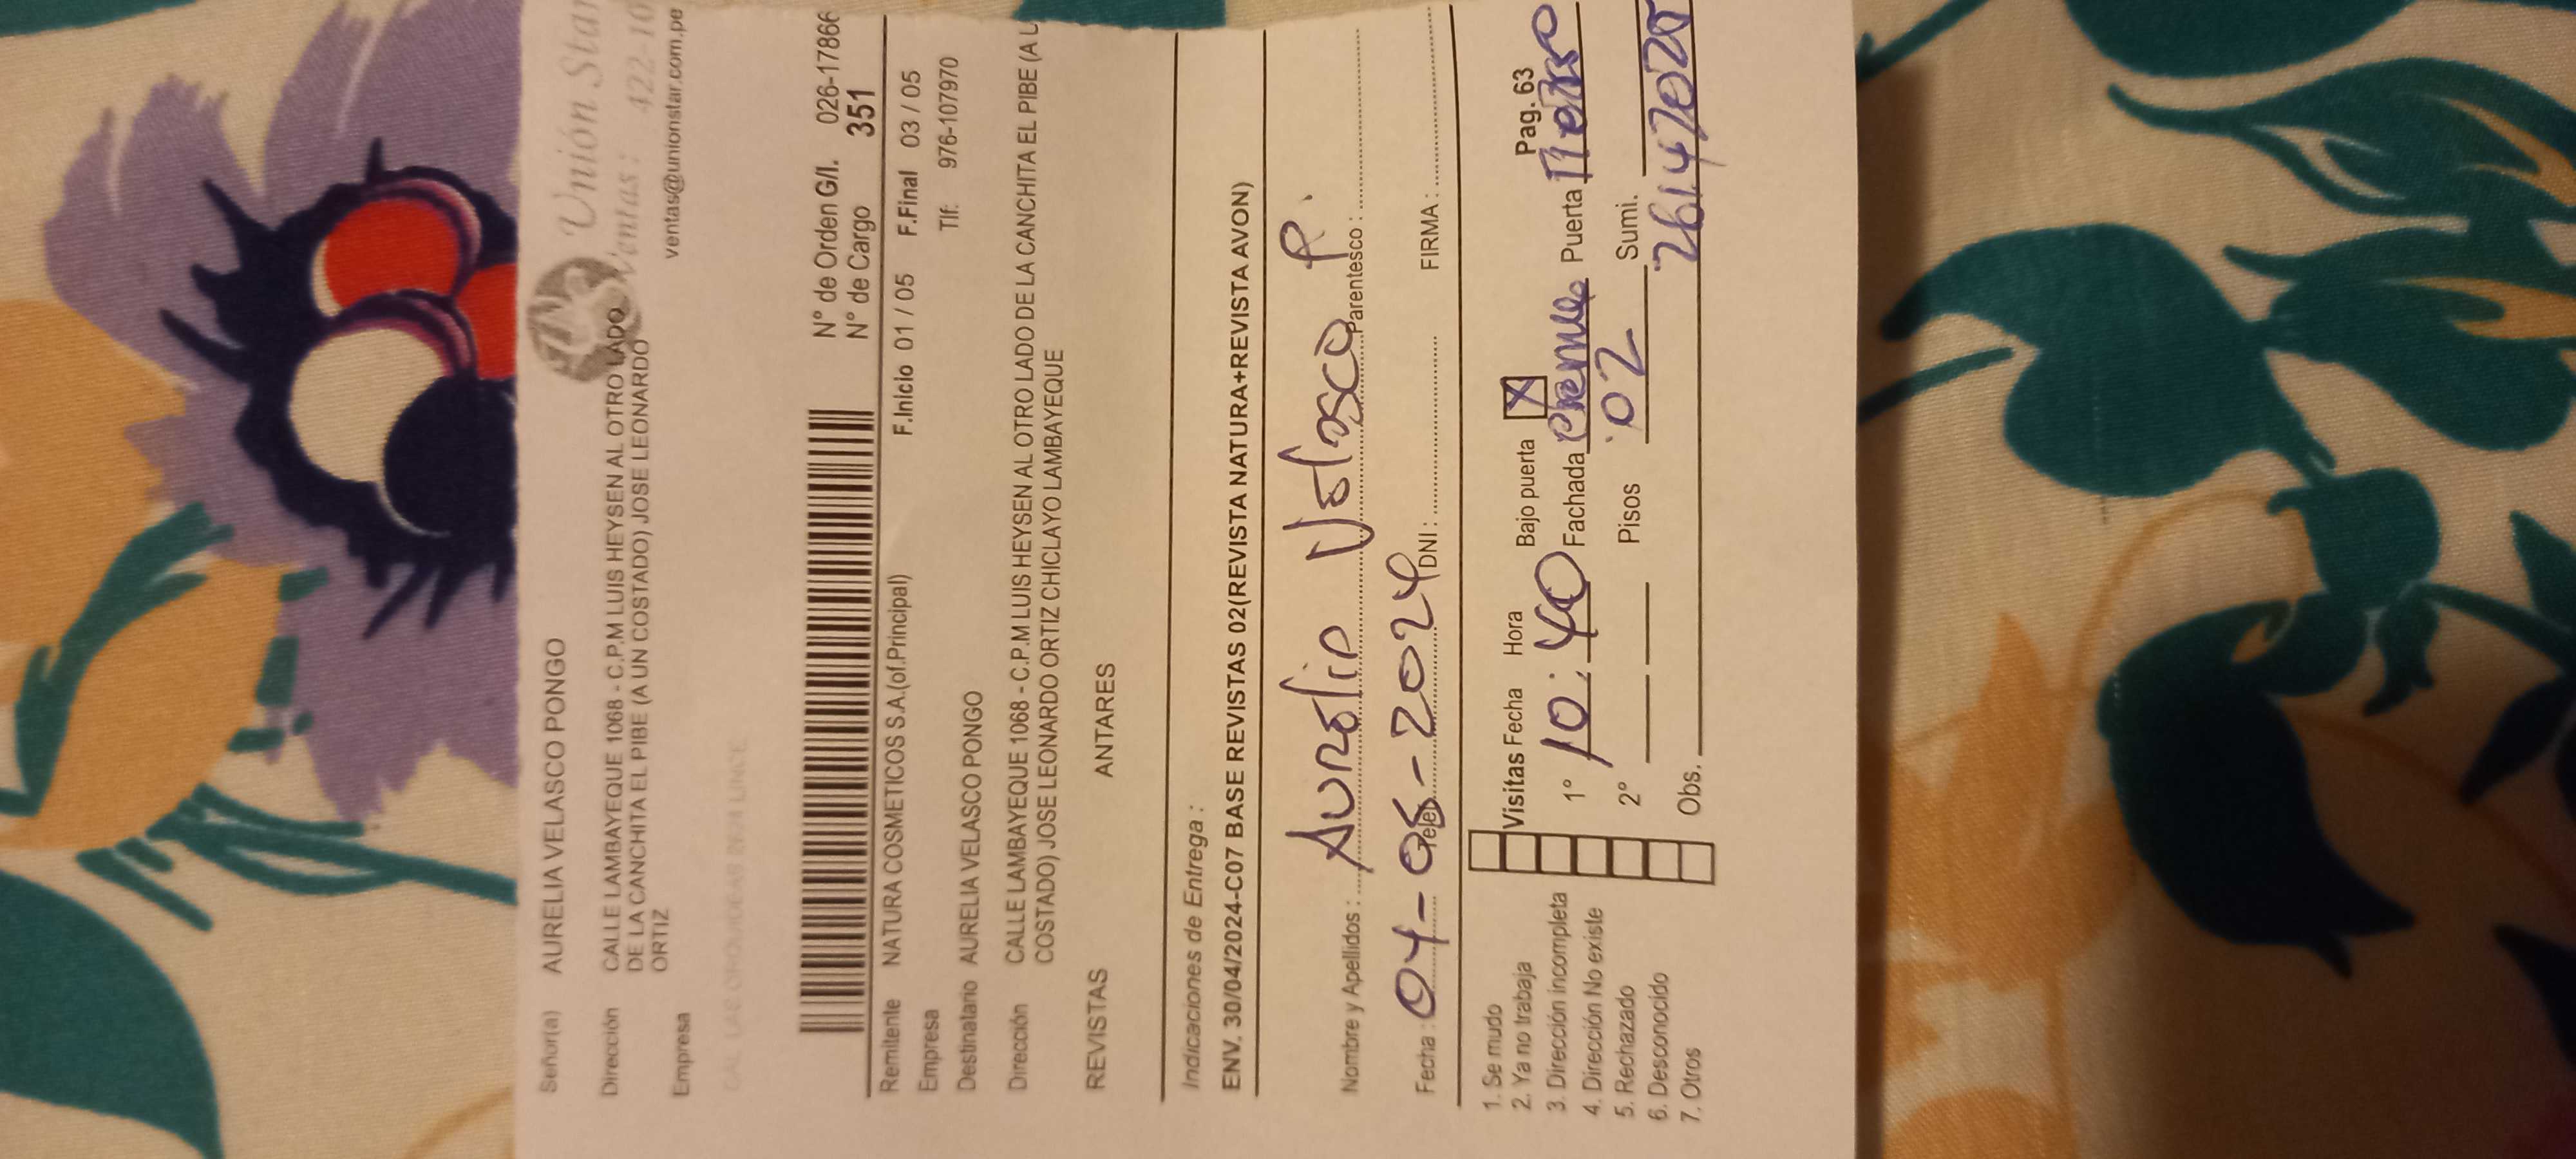 Unión Star
Ventas: 422-10
ventas@unionstar.com.pe
Señor(a) AURELIA VELASCO PONGO
Dirección CALLE LAMBAYEQUE 1068 - C.P.M LUIS HEYSEN AL OTRO LADO
DE LA CANCHITA EL PIBE (A UN COSTADO) JOSE LEONARDO
ORTIZ
Empresa
N° de Orden G/I. 026-17866
N° de Cargo 351
Remitente NATURA COSMETICOS S.A.(of.Principal) F.Inicio 01 / 05 F.Final 03 / 05
Empresa Tlf: 976-107970
Destinatario AURELIA VELASCO PONGO
Dirección CALLE LAMBAYEQUE 1068 - C.P.M LUIS HEYSEN AL OTRO LADO DE LA CANCHITA EL PIBE (A U
COSTADO) JOSE LEONARDO ORTIZ CHICLAYO LAMBAYEQUE
REVISTAS ANTARES
Indicaciones de Entrega :
ENV. 30/04/2024-C07 BASE REVISTAS 02(REVISTA NATURA+REVISTA AVON)
Nombre y Apellidos : Aurelia Velasco P. Parentesco :
Fecha : 04-05-2024 DNI : FIRMA :
1. Se mudo
2. Ya no trabaja Visitas Fecha Hora Bajo puerta X Pag. 63
3. Dirección incompleta 1° 10:40 Fachada Puerta
4. Dirección No existe
5. Rechazado 2° Pisos 02 Sumi.
6. Desconocido
7. Otros Obs.